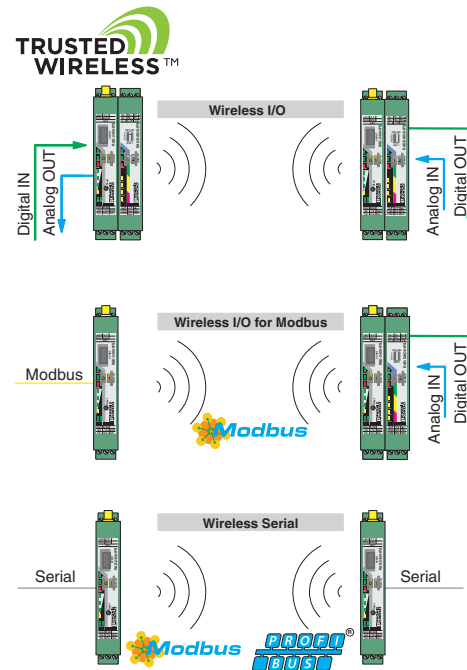 TRUSTED
WIRELESS™
Wireless I/O
Digital IN
Analog OUT
Analog IN
Digital OUT
Wireless I/O for Modbus
Modbus
Modbus
Analog IN
Digital OUT
Wireless Serial
Serial
Serial
Modbus
PROFI®
BUS